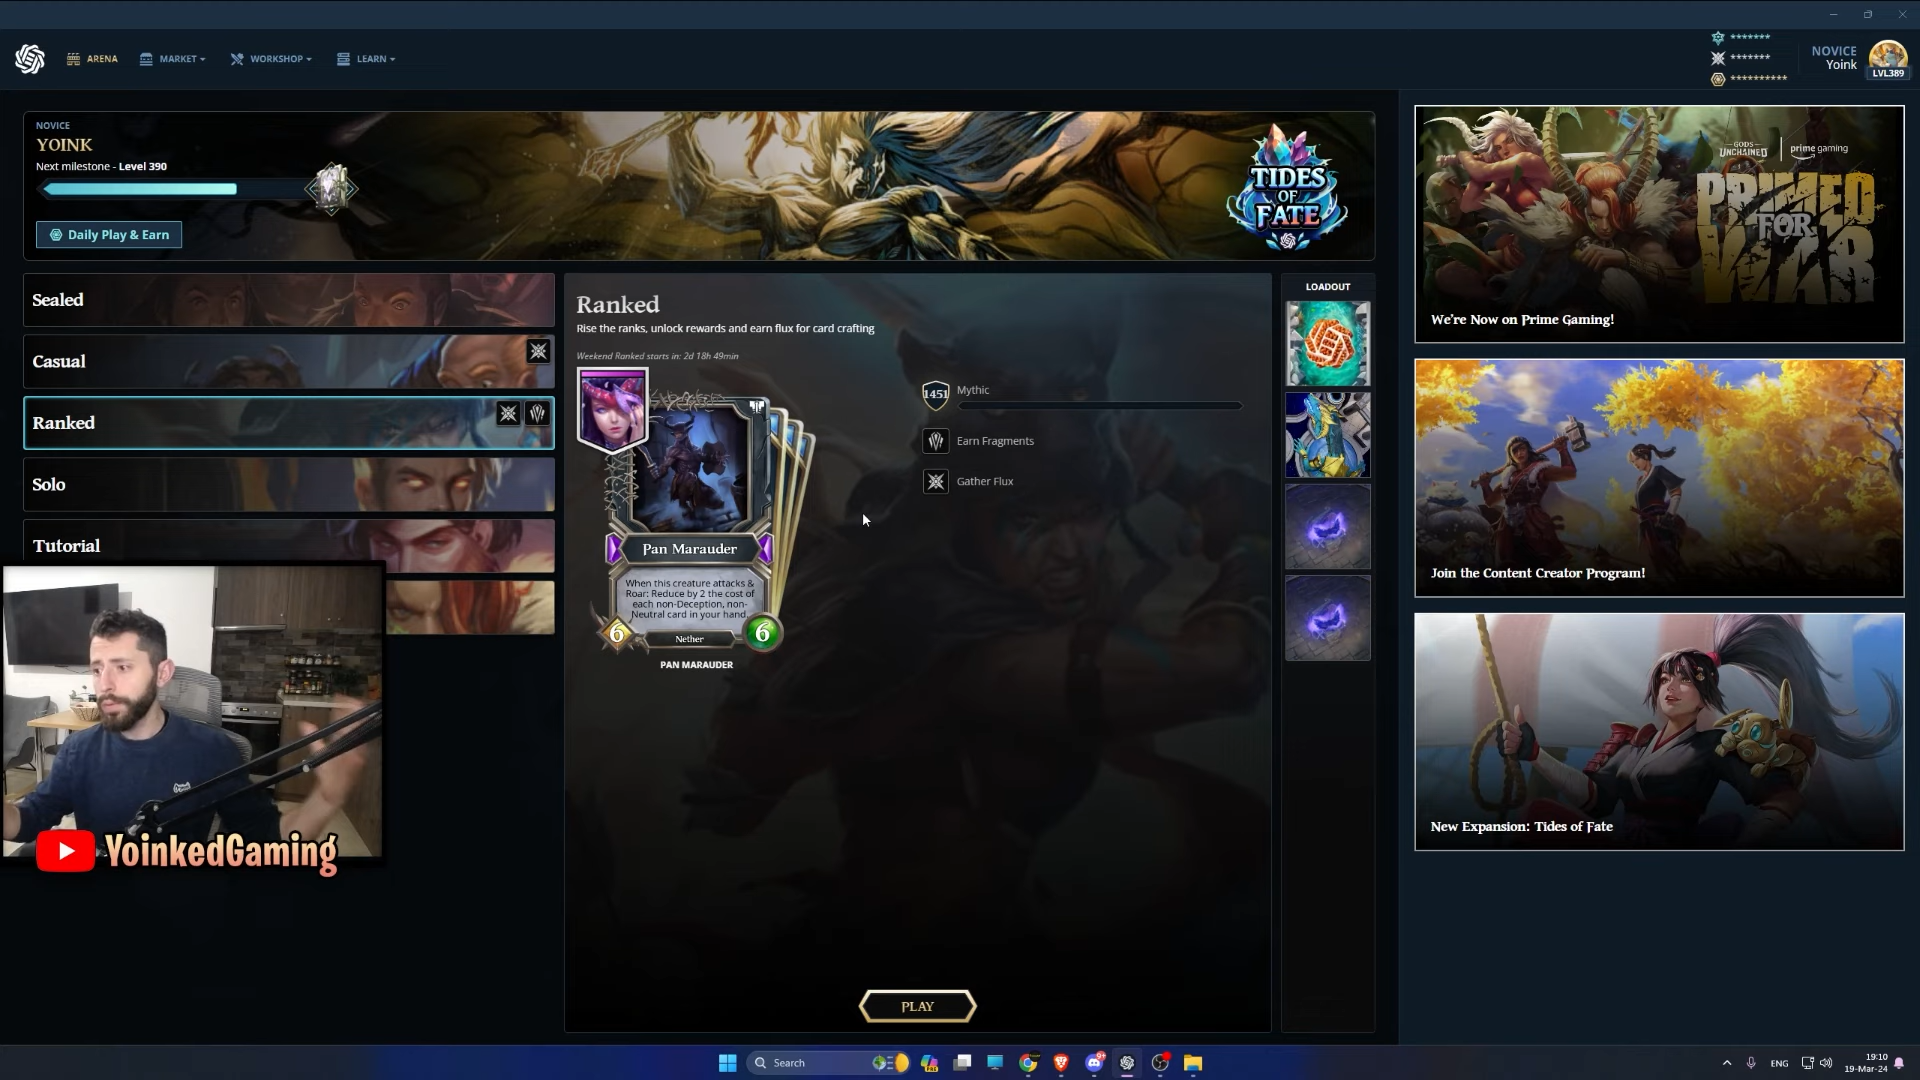 ARENA
MARKET
WORKSHOP
LEARN
*******
*******
**********
NOVICE
Yoink
LVL389
NOVICE
YOINK
Next milestone - Level 390
Daily Play & Earn
TIDES
OF
FATE
Sealed
Casual
Ranked
Solo
Tutorial
Ranked
Rise the ranks, unlock rewards and earn flux for card crafting
Weekend Ranked starts in: 2d 18h 49min
1451
Mythic
Earn Fragments
Gather Flux
Pan Marauder
When this creature attacks &
Roar: Reduce by 2 the cost of
each non-Deception, non-
Neutral card in your hand.
6
Nether
6
PAN MARAUDER
PLAY
LOADOUT
GODS
UNCHAINED
prime gaming
PRIMED
FOR
WAR
We're Now on Prime Gaming!
Join the Content Creator Program!
New Expansion: Tides of Fate
YoinkedGaming
Search
PRE
ENG
19:10
19-Mar-24